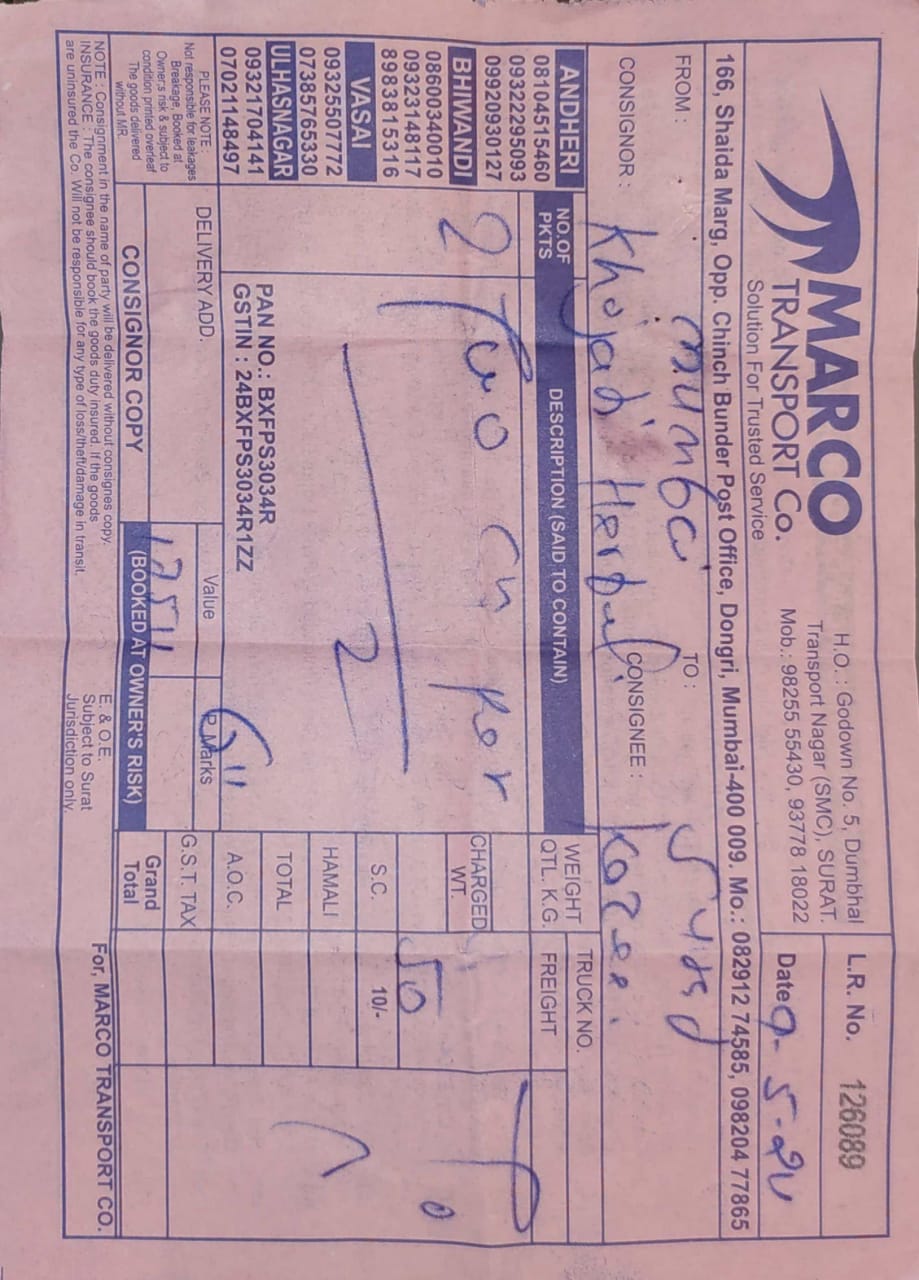 MARCO
TRANSPORT Co.
Solution For Trusted Service
H.O. : Godown No. 5, Dumbhal
Transport Nagar (SMC), SURAT.
Mob.: 98255 55430, 93778 18022
L.R. No. 126089
Date 9-5-24
166, Shaida Marg, Opp. Chinch Bunder Post Office, Dongri, Mumbai-400 009. Mo.: 082912 74585, 098204 77865
FROM : mumbai TO : Surad
CONSIGNOR : Khojati Herbal. CONSIGNEE :
ANDHERI
08104515460
09322295093
09920930127
BHIWANDI
08600340010
09323148117
8983815316
VASAI
09325507772
07385765330
ULHASNAGAR
09321704141
07021148497
NO.OF PKTS
DESCRIPTION (SAID TO CONTAIN)
WEIGHT QTL. K.G.
TRUCK NO.
FREIGHT
2 Two
2
CHARGED WT. 50
S.C. 10/-
HAMALI
TOTAL
A.O.C.
G.S.T. TAX
Grand Total
PAN NO.: BXFPS3034R
GSTIN : 24BXFPS3034R1ZZ
DELIVERY ADD.
Value
P. Marks
PLEASE NOTE :
Not responsible for leakages
Breakage, Booked at
Owner's risk & subject to
condition printed overleaf
The goods delivered
without MR.
CONSIGNOR COPY
(BOOKED AT OWNER'S RISK)
For, MARCO TRANSPORT CO.
NOTE : Consignment in the name of party will be delivered without consignes copy.
INSURANCE : The consignee should book the goods duty insured. If the goods
are uninsured the Co. Will not be responsible for any type of loss/theft/damage in transit.
E. & O.E.
Subject to Surat
Jurisdiction only.